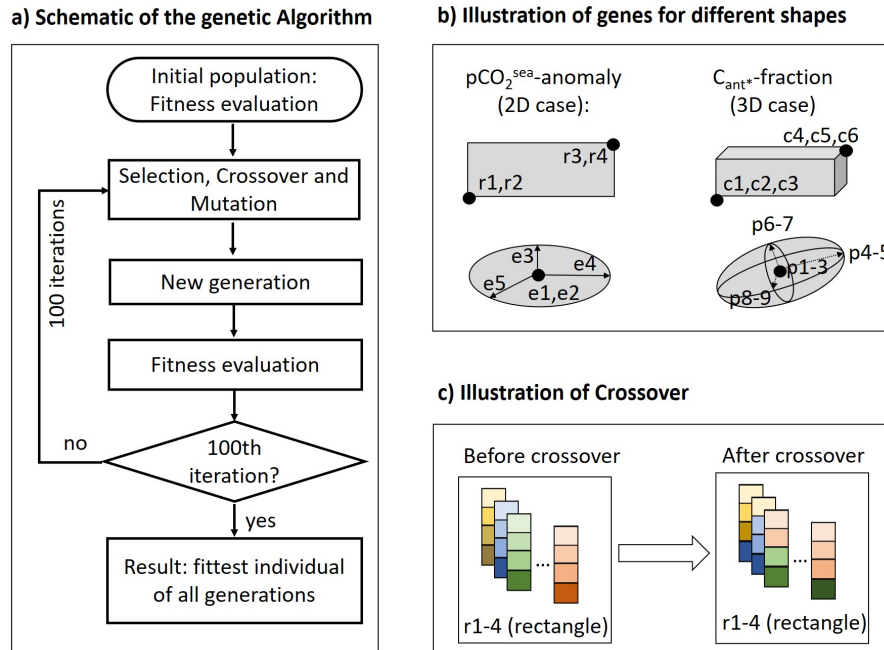 a) Schematic of the genetic Algorithm
Initial population:
Fitness evaluation
Selection, Crossover and
Mutation
100 iterations
New generation
Fitness evaluation
no
100th
iteration?
yes
Result: fittest individual
of all generations
b) Illustration of genes for different shapes
pCO₂ˢᵉᵃ-anomaly
(2D case):
r3,r4
r1,r2
e3
e4
e5
e1,e2
Cₐₙₜ*-fraction
(3D case)
c4,c5,c6
c1,c2,c3
p6-7
p4-5
p1-3
p8-9
c) Illustration of Crossover
Before crossover
...
r1-4 (rectangle)
After crossover
...
r1-4 (rectangle)